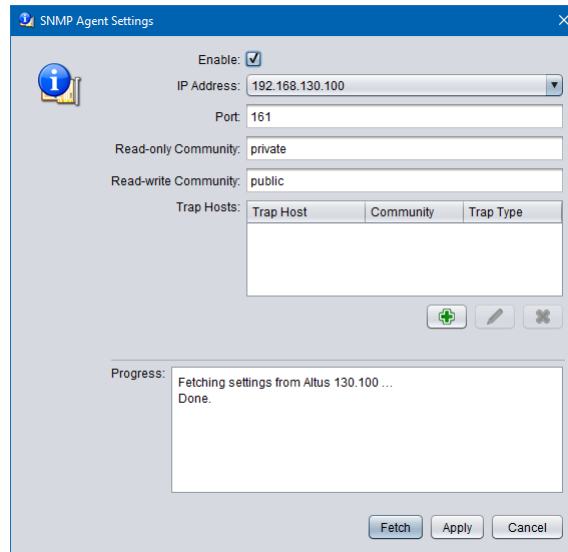 SNMP Agent Settings
Enable:
IP Address: 192.168.130.100
Port: 161
Read-only Community: private
Read-write Community: public
Trap Hosts: Trap Host Community Trap Type
Progress: Fetching settings from Altus 130.100 ...
Done.
Fetch Apply Cancel